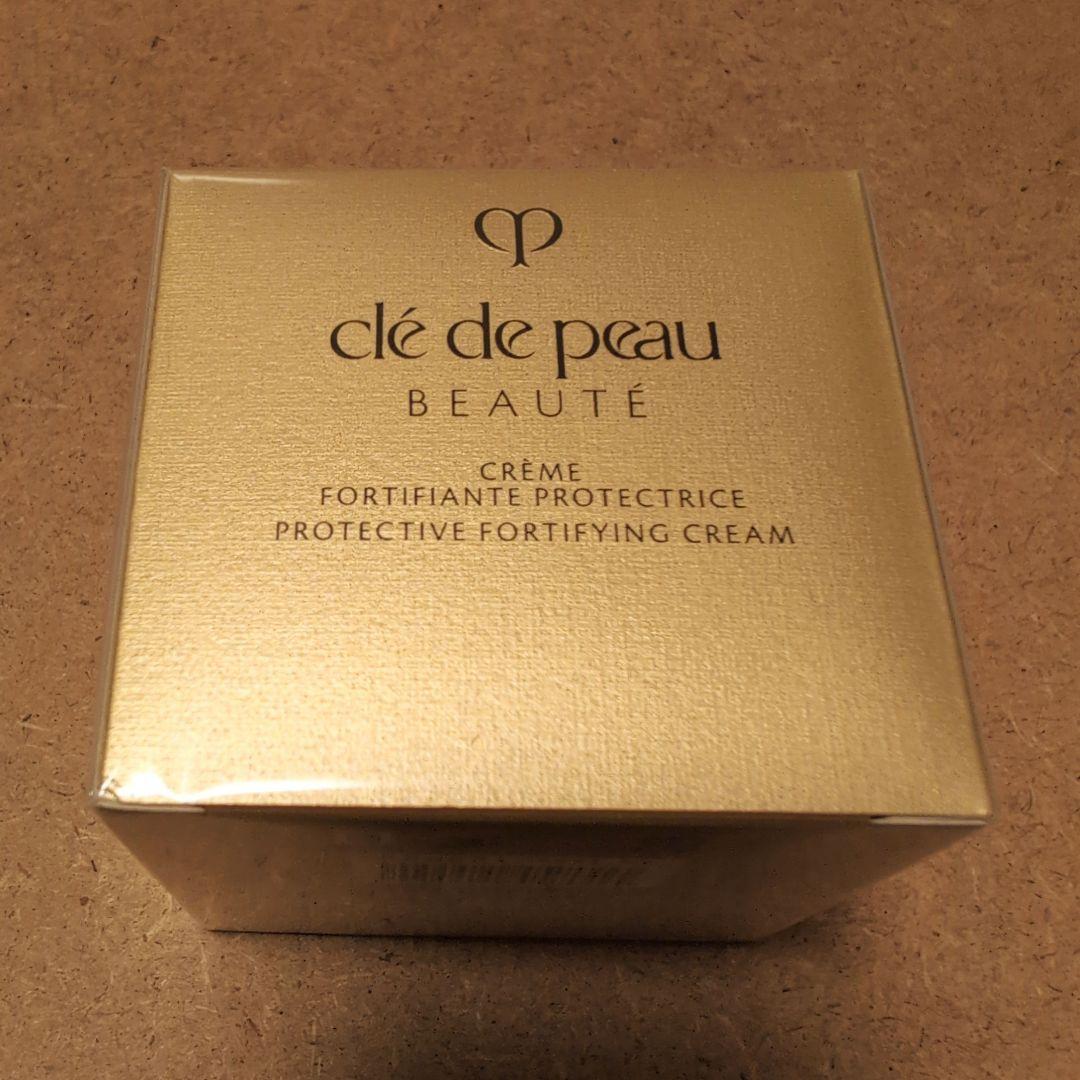 clé de peau
BEAUTÉ
CRÈME
FORTIFIANTE PROTECTRICE
PROTECTIVE FORTIFYING CREAM